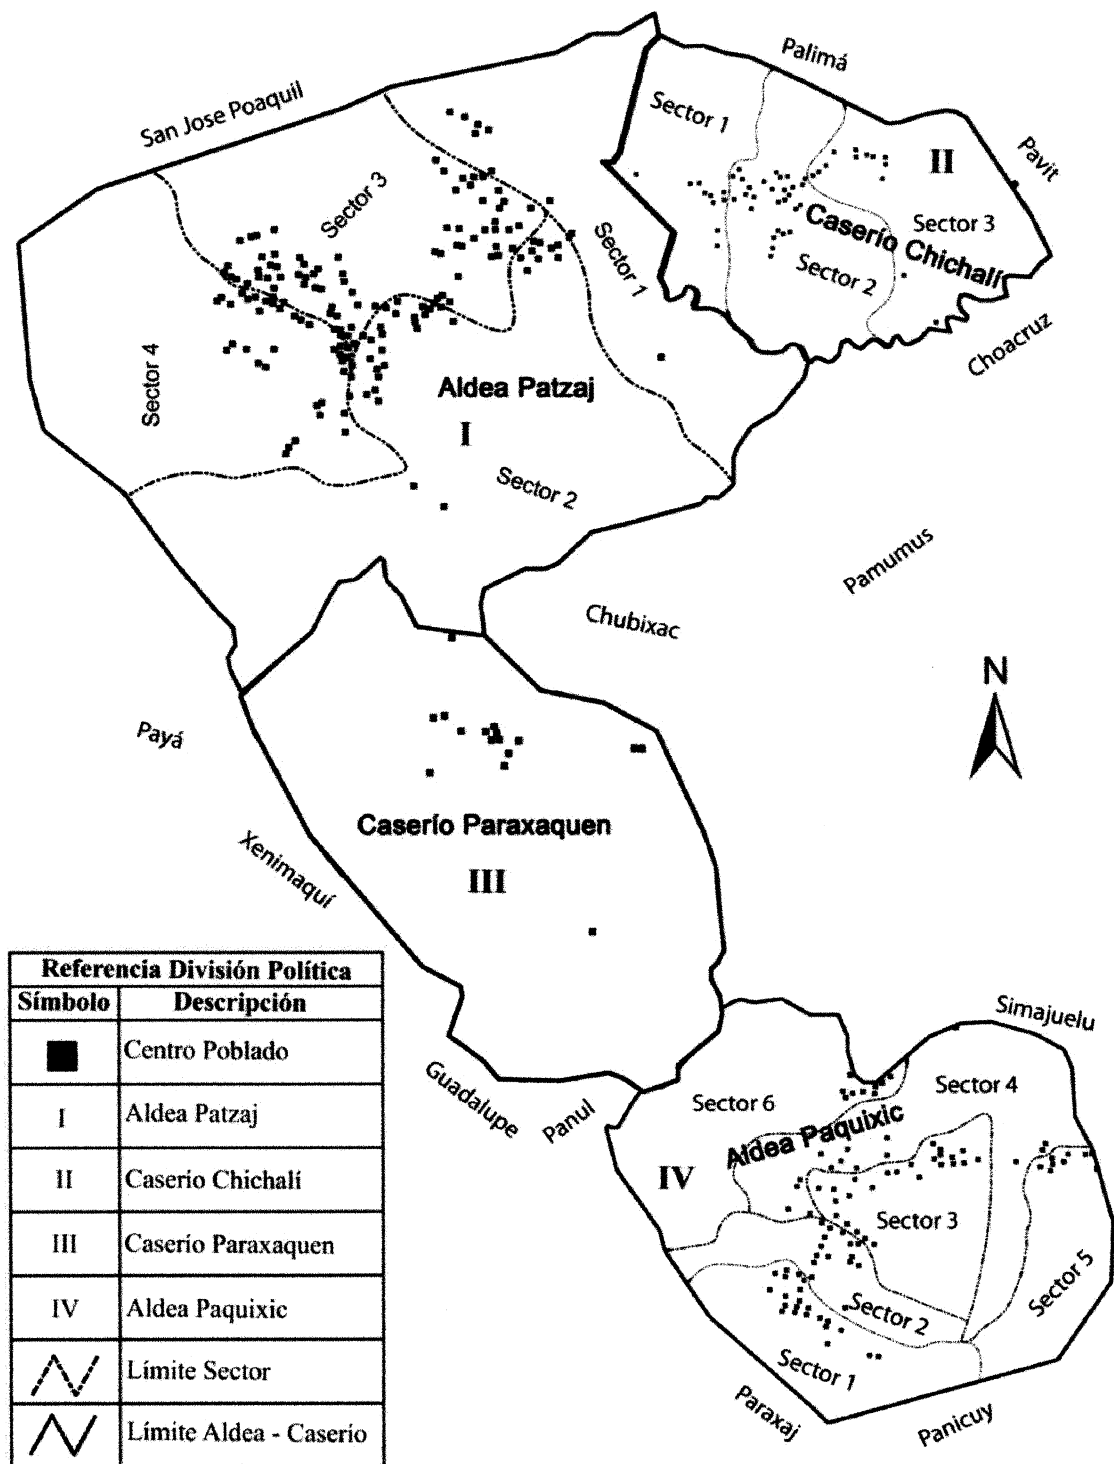 Palimá
San Jose Poaquil
Sector 1
Pavit
II
Sector 3
Sector 3
Caserío Chichalí
Sector 1
Sector 2
Choacruz
Sector 4
Aldea Patzaj
I
Sector 2
Pamumus
Chubixac
N
Payá
Caserío Paraxaquen
Xenimaquí
III
Referencia División Política
Símbolo Descripción
Centro Poblado
I Aldea Patzaj
II Caserio Chichalí
III Caserio Paraxaquen
IV Aldea Paquixic
Límite Sector
Límite Aldea - Caserio
Simajuelu
Guadalupe
Panul
Sector 6
Sector 4
Aldea Paquixic
IV
Sector 3
Sector 5
Sector 2
Sector 1
Paraxaj
Panicuy